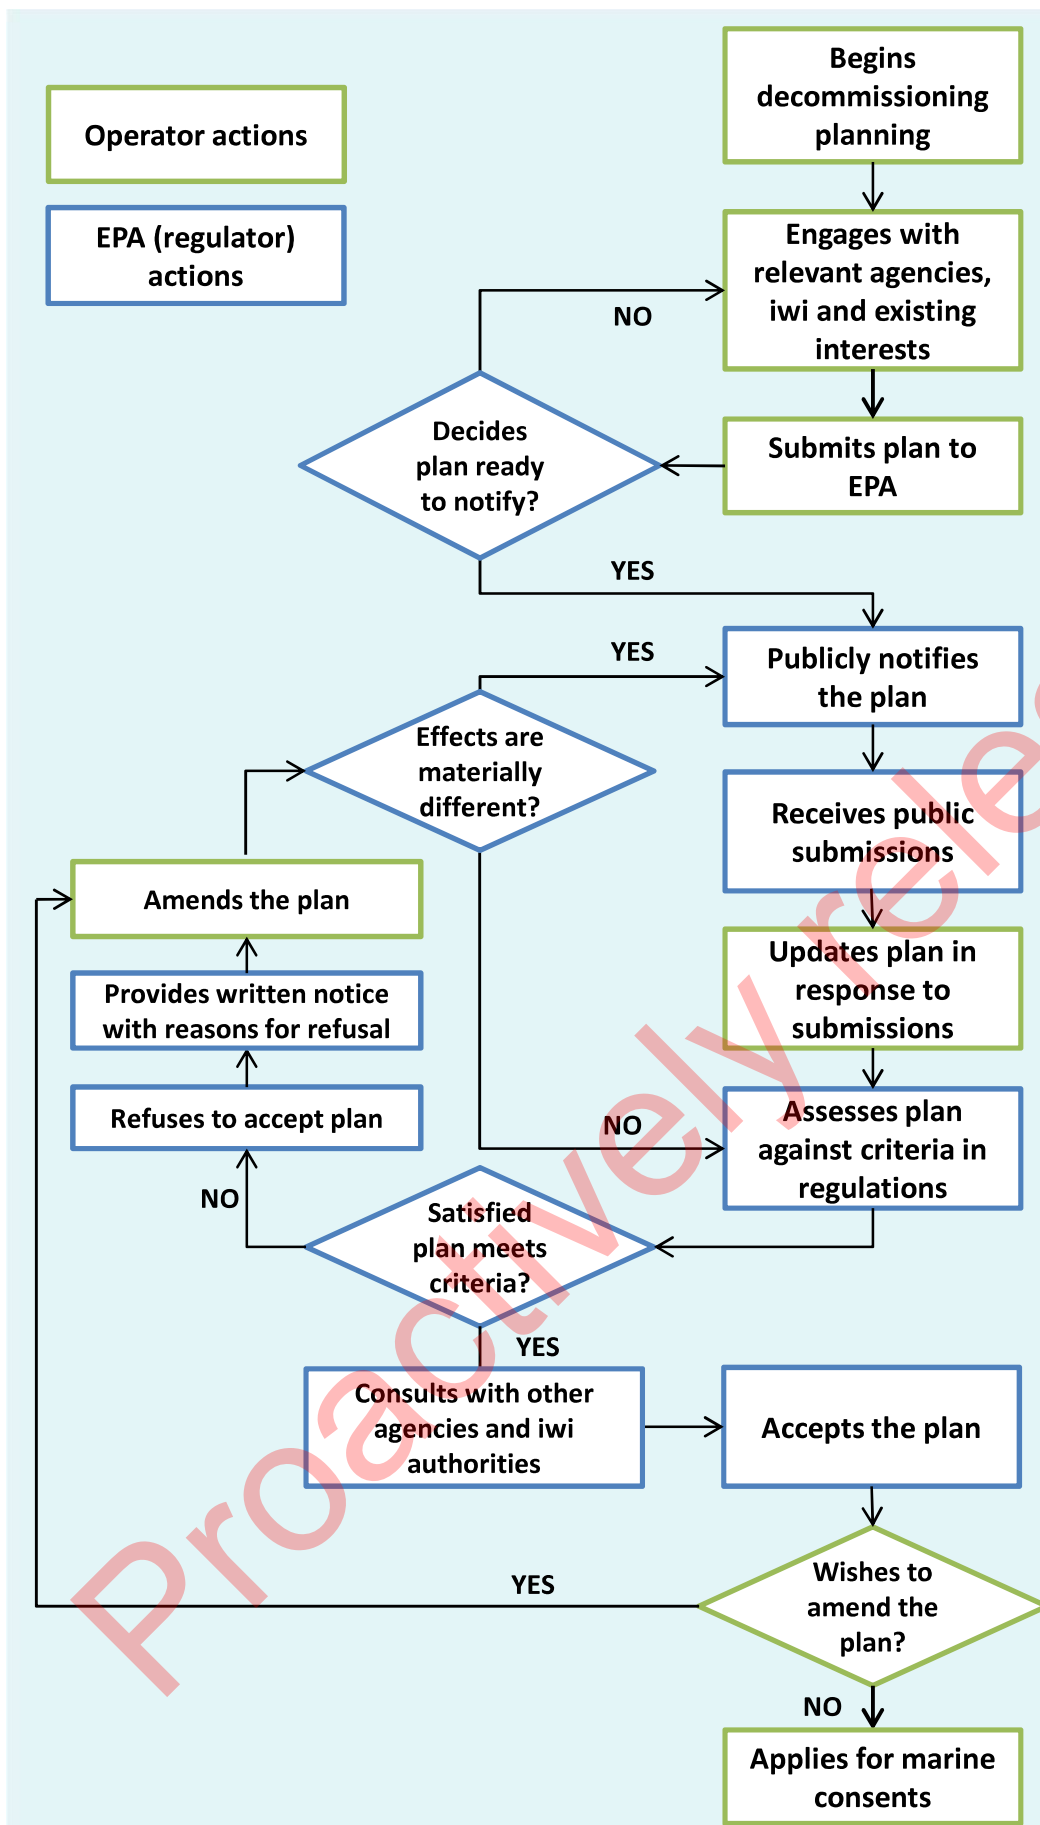 Operator actions
EPA (regulator)
actions
Begins
decommissioning
planning
Engages with
relevant agencies,
iwi and existing
interests
NO
Submits plan to
EPA
Decides
plan ready
to notify?
YES
Publicly notifies
the plan
YES
Effects are
materially
different?
Receives public
submissions
Amends the plan
Updates plan in
response to
submissions
Provides written notice
with reasons for refusal
Refuses to accept plan
Assesses plan
against criteria in
regulations
NO
NO
Satisfied
plan meets
criteria?
YES
Consults with other
agencies and iwi
authorities
Accepts the plan
Wishes to
amend the
plan?
YES
NO
Applies for marine
consents
Proactively